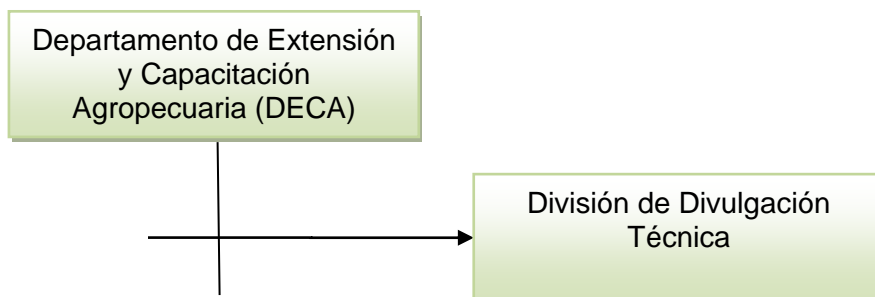 Departamento de Extensión
y Capacitación
Agropecuaria (DECA)
División de Divulgación
Técnica